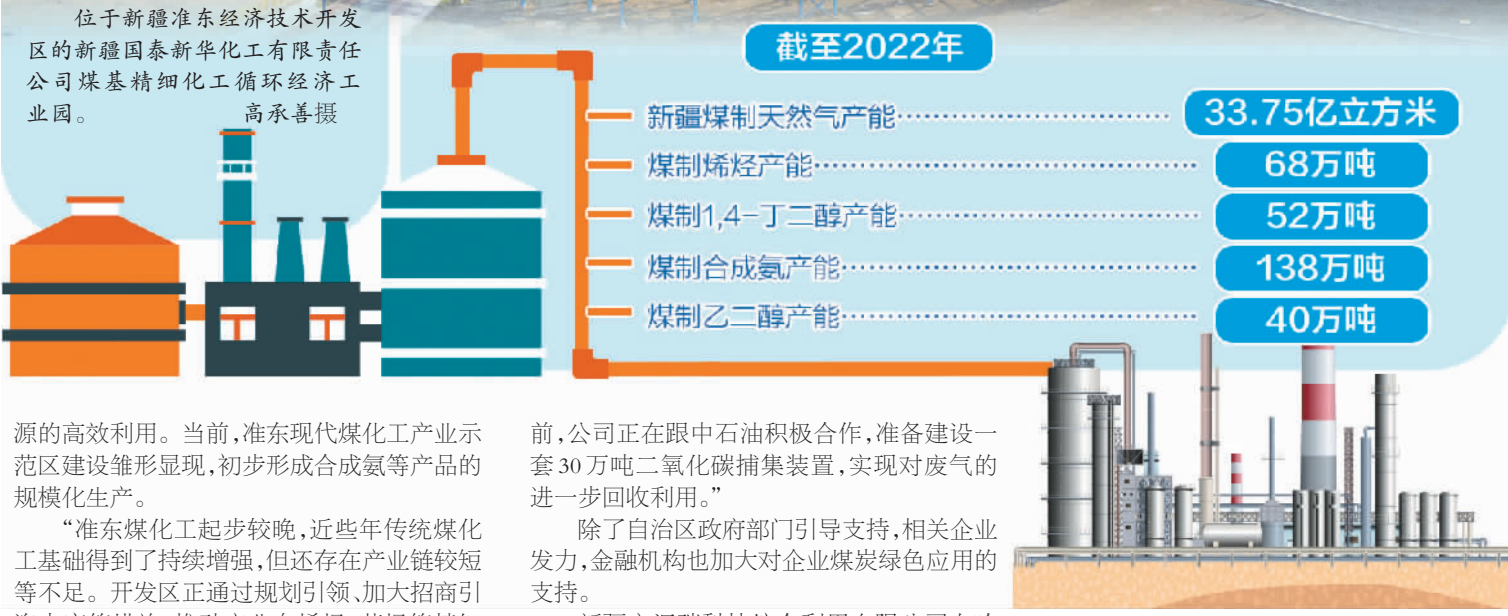 位于新疆准东经济技术开发
区的新疆国泰新华化工有限责任
公司煤基精细化工循环经济工
业园。 高承善摄
截至2022年
新疆煤制天然气产能 33.75亿立方米
煤制烯烃产能 68万吨
煤制1,4-丁二醇产能 52万吨
煤制合成氨产能 138万吨
煤制乙二醇产能 40万吨
源的高效利用。当前,准东现代煤化工产业示
范区建设雏形显现,初步形成合成氨等产品的
规模化生产。
“准东煤化工起步较晚,近些年传统煤化
工基础得到了持续增强,但还存在产业链较短
等不足。开发区正通过规划引领、加大招商引
前,公司正在跟中石油积极合作,准备建设一
套30万吨二氧化碳捕集装置,实现对废气的
进一步回收利用。”
除了自治区政府部门引导支持,相关企业
发力,金融机构也加大对企业煤炭绿色应用的
支持。